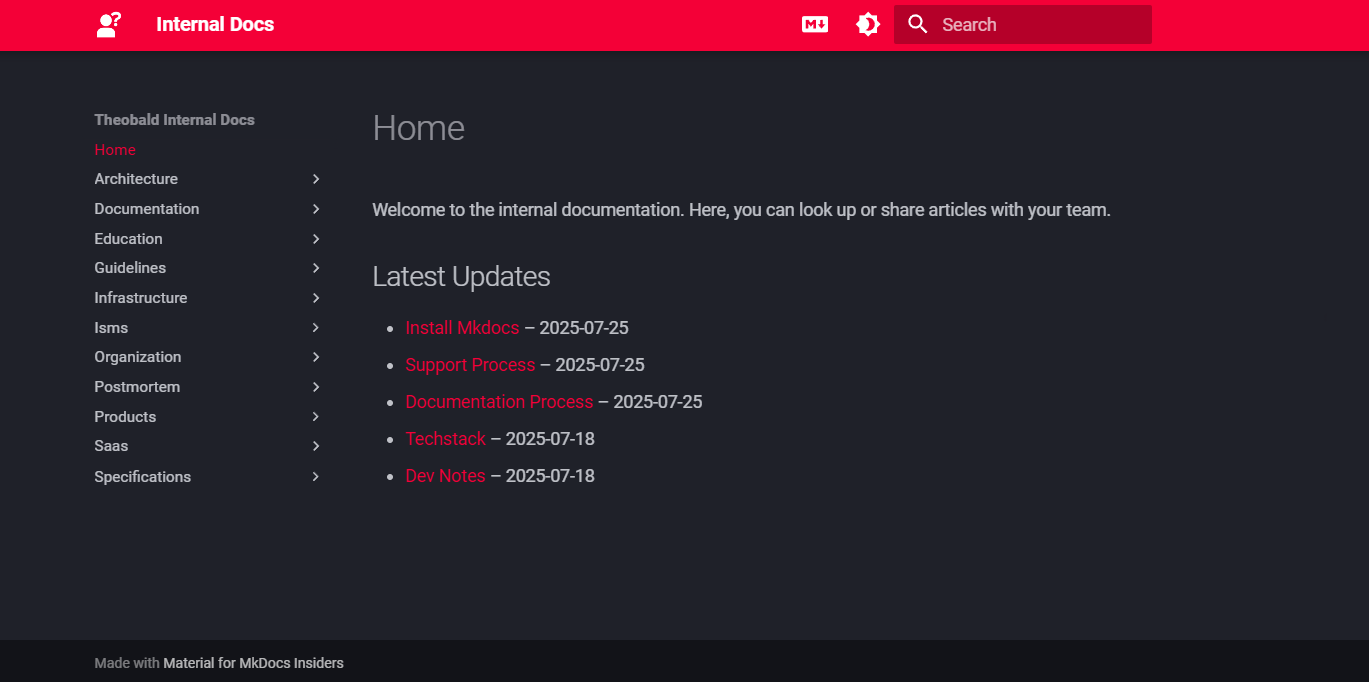 Internal Docs
M
Search
Theobald Internal Docs
Home
Architecture
Documentation
Education
Guidelines
Infrastructure
Isms
Organization
Postmortem
Products
Saas
Specifications
Home
Welcome to the internal documentation. Here, you can look up or share articles with your team.
Latest Updates
Install Mkdocs – 2025-07-25
Support Process – 2025-07-25
Documentation Process – 2025-07-25
Techstack – 2025-07-18
Dev Notes – 2025-07-18
Made with Material for MkDocs Insiders